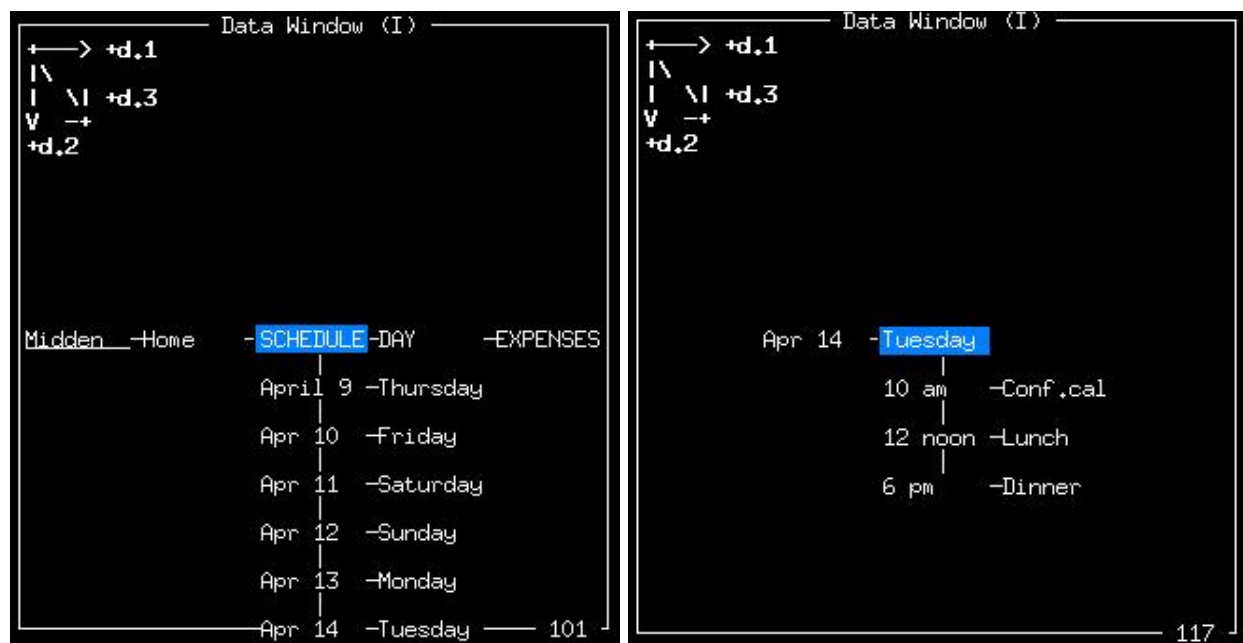 Data Window (I)
+d.1
+d.3
+d.2
Midden -Home -SCHEDULE-DAY -EXPENSES
April 9 -Thursday
Apr 10 -Friday
Apr 11 -Saturday
Apr 12 -Sunday
Apr 13 -Monday
Apr 14 -Tuesday 101
Data Window (I)
+d.1
+d.3
+d.2
Apr 14 -Tuesday
10 am -Conf.cal
12 noon -Lunch
6 pm -Dinner
117